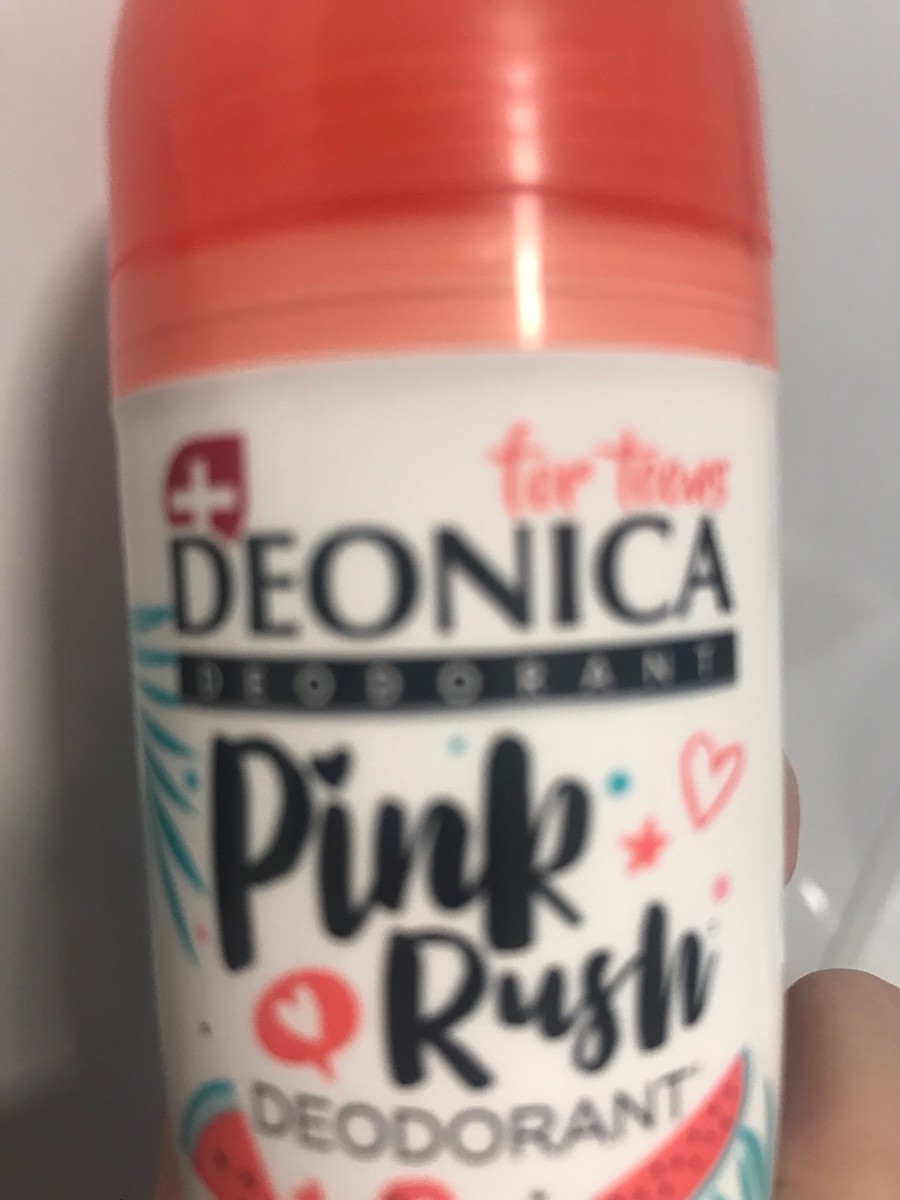 for teens
DEONICA
DEODORANT
Pink
Rush
DEODORANT